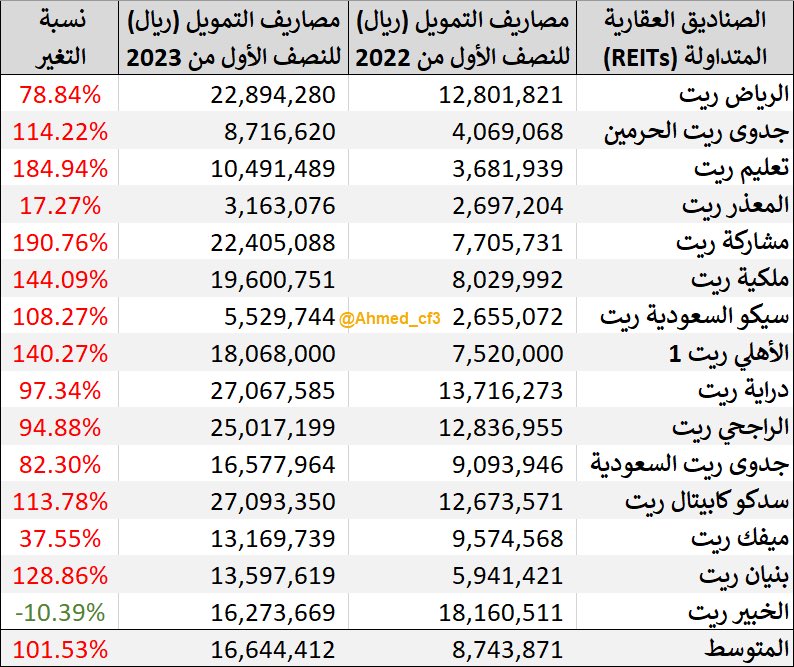 الصناديق العقارية المتداولة (REITs) | مصاريف التمويل (ريال) للنصف الأول من 2022 | مصاريف التمويل (ريال) للنصف الأول من 2023 | نسبة التغير
الرياض ريت 12,801,821 22,894,280 78.84%
جدوى ريت الحرمين 4,069,068 8,716,620 114.22%
تعليم ريت 3,681,939 10,491,489 184.94%
المعذر ريت 2,697,204 3,163,076 17.27%
مشاركة ريت 7,705,731 22,405,088 190.76%
ملكية ريت 8,029,992 19,600,751 144.09%
سيكو السعودية ريت 2,655,072 5,529,744 108.27%
@Ahmed_cf3
الأهلي ريت 1 7,520,000 18,068,000 140.27%
دراية ريت 13,716,273 27,067,585 97.34%
الراجحي ريت 12,836,955 25,017,199 94.88%
جدوى ريت السعودية 9,093,946 16,577,964 82.30%
سدكو كابيتال ريت 12,673,571 27,093,350 113.78%
ميفك ريت 9,574,568 13,169,739 37.55%
بنيان ريت 5,941,421 13,597,619 128.86%
الخبير ريت 18,160,511 16,273,669 -10.39%
المتوسط 8,743,871 16,644,412 101.53%